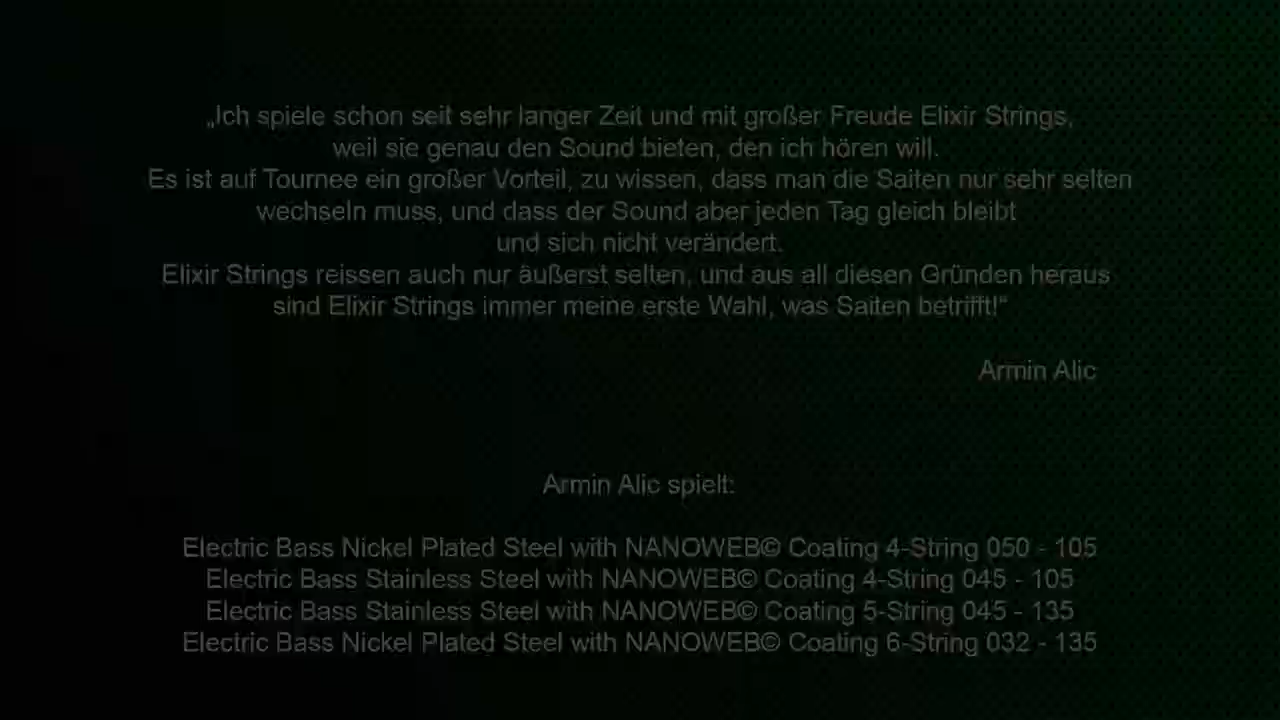 „Ich spiele schon seit sehr langer Zeit und mit großer Freude Elixir Strings,
weil sie genau den Sound bieten, den ich hören will.
Es ist auf Tournee ein großer Vorteil, zu wissen, dass man die Saiten nur sehr selten
wechseln muss, und dass der Sound aber jeden Tag gleich bleibt
und sich nicht verändert.
Elixir Strings reissen auch nur äußerst selten, und aus all diesen Gründen heraus
sind Elixir Strings immer meine erste Wahl, was Saiten betrifft!“
Armin Alic
Armin Alic spielt:
Electric Bass Nickel Plated Steel with NANOWEB© Coating 4-String 050 - 105
Electric Bass Stainless Steel with NANOWEB© Coating 4-String 045 - 105
Electric Bass Stainless Steel with NANOWEB© Coating 5-String 045 - 135
Electric Bass Nickel Plated Steel with NANOWEB© Coating 6-String 032 - 135